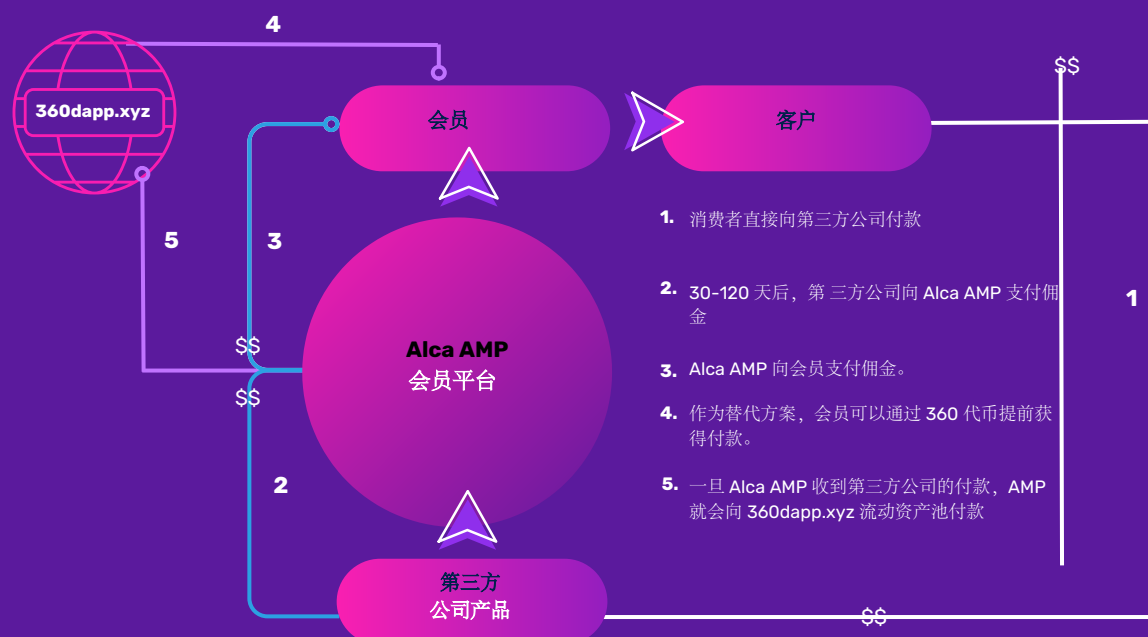 4
$$
360dapp.xyz
会员
客户
1. 消费者直接向第三方公司付款
5
3
2. 30-120 天后，第 三方公司向 Alca AMP 支付佣
金
1
$$
Alca AMP
会员平台
3. Alca AMP 向会员支付佣金。
$$
4. 作为替代方案，会员可以通过 360 代币提前获
得付款。
2
5. 一旦 Alca AMP 收到第三方公司的付款，AMP
就会向 360dapp.xyz 流动资产池付款
第三方
公司产品
$$